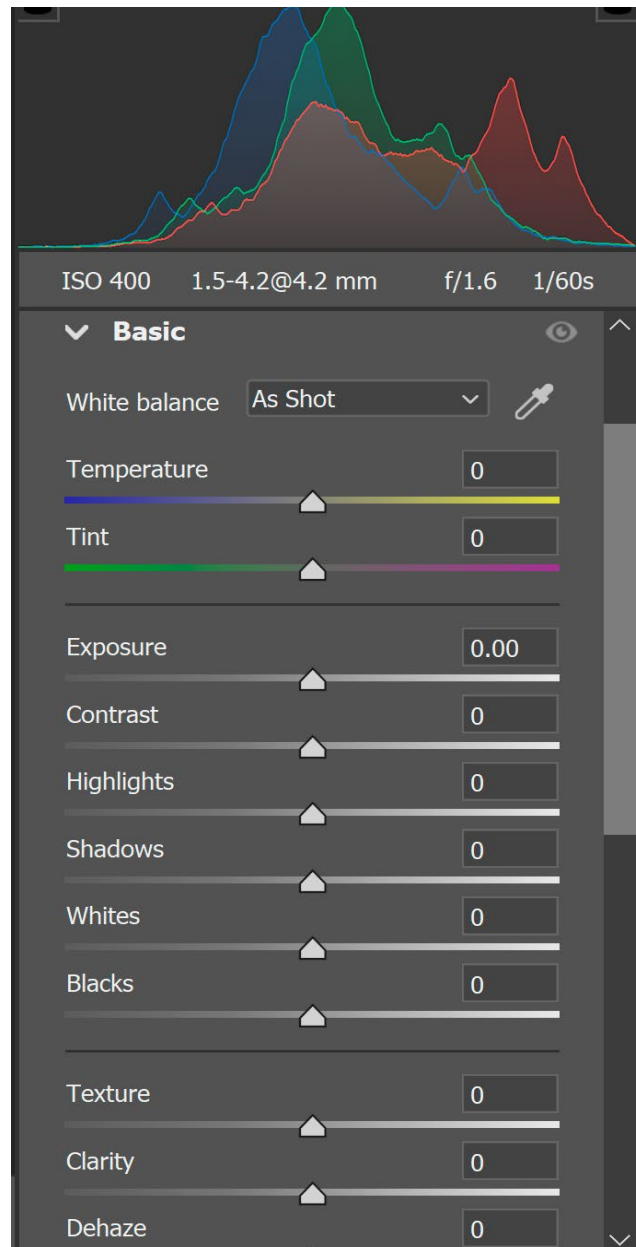 ISO 400 1.5-4.2@4.2 mm f/1.6 1/60s
Basic
White balance As Shot
Temperature 0
Tint 0
Exposure 0.00
Contrast 0
Highlights 0
Shadows 0
Whites 0
Blacks 0
Texture 0
Clarity 0
Dehaze 0